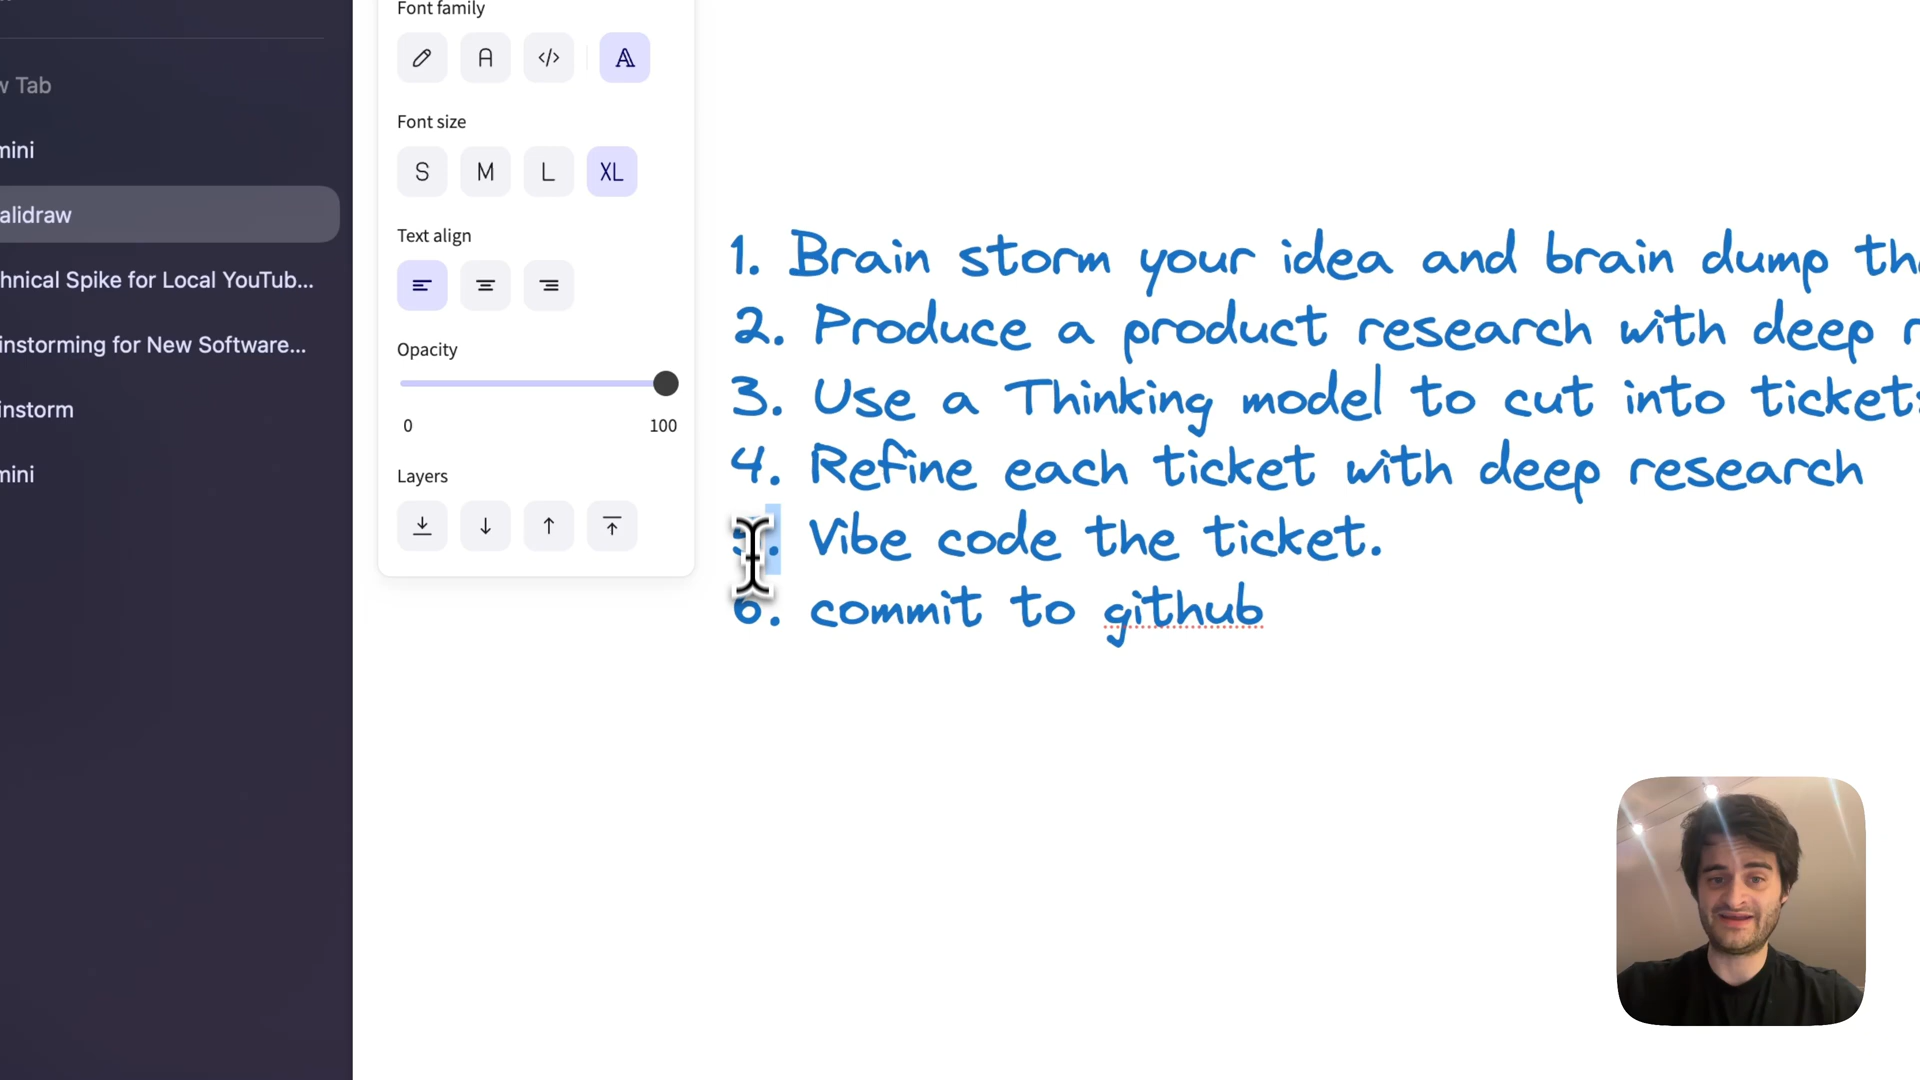 Font family
w Tab
A
</>
A
Font size
mini
S
M
L
XL
alidraw
Text align
1. Brain storm your idea and brain dump
hnical Spike for Local YouTub...
2. Produce a product research with deep
instorming for New Software...
Opacity
3. Use a Thinking model to cut into ticket
instorm
0
100
4. Refine each ticket with deep research
mini
Layers
. Vibe code the ticket.
6. commit to github